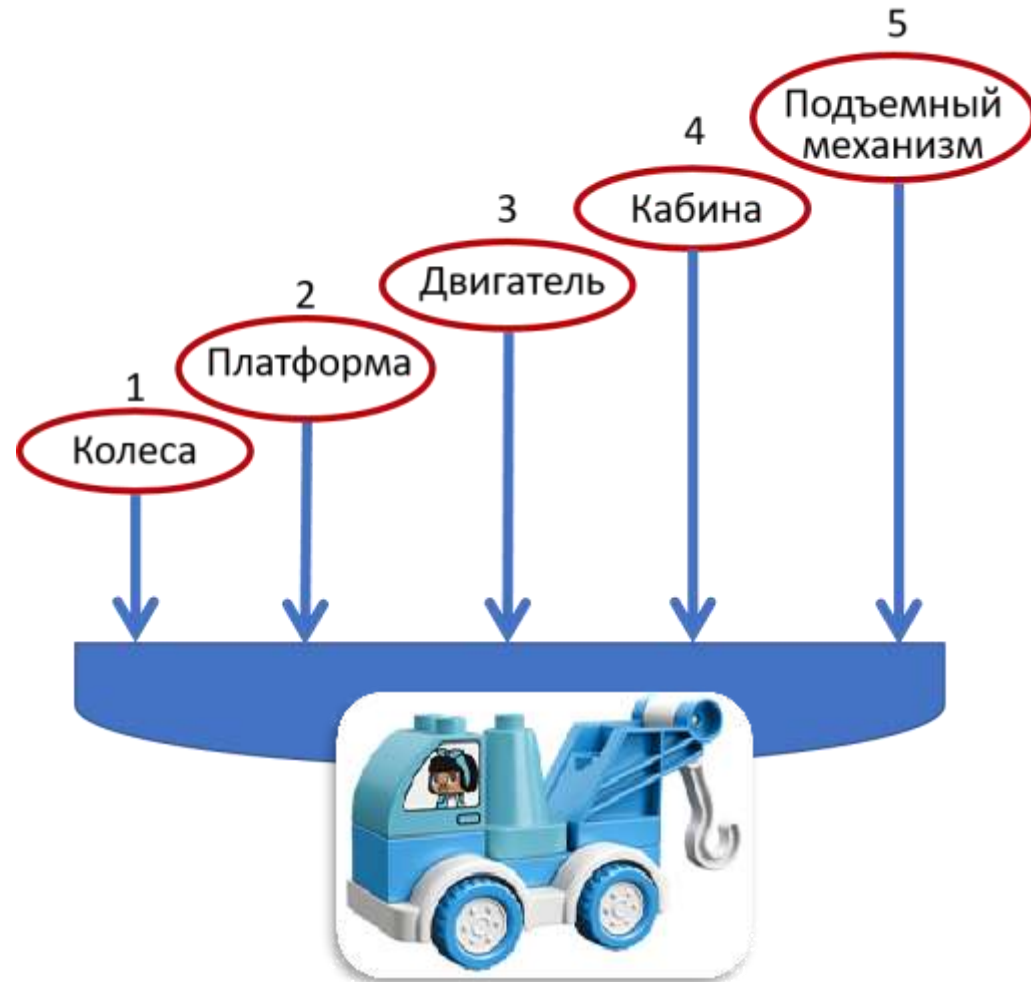 1
Колеса
2
Платформа
3
Двигатель
4
Кабина
5
Подъемный
механизм